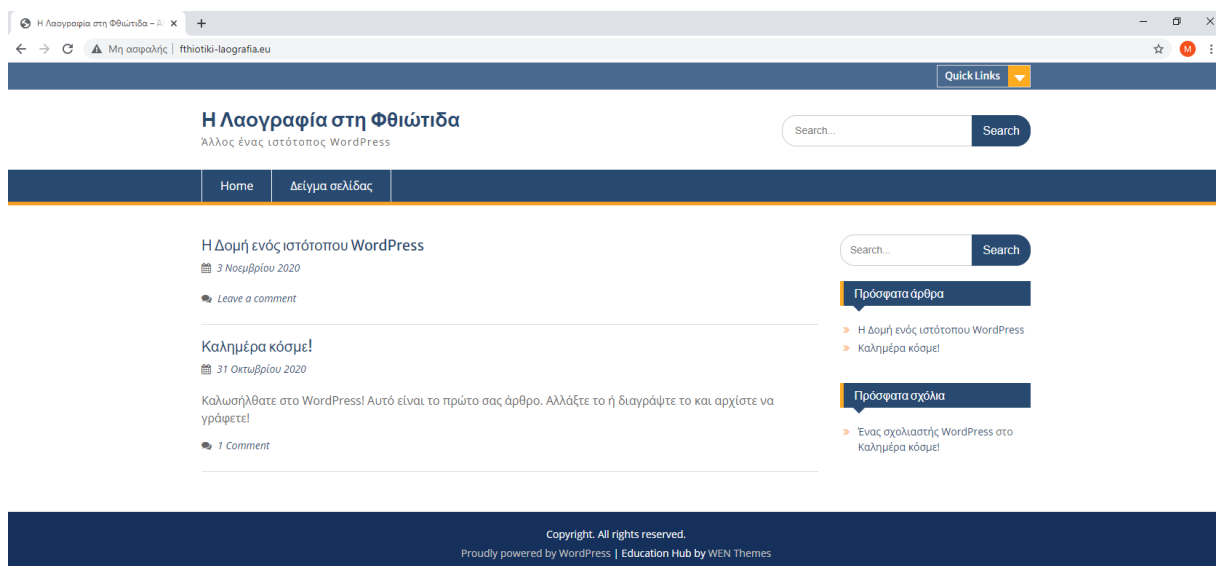 Η Λαογραφία στη Φθιώτιδα – Ά
Μη ασφαλής | fthiotiki-laografia.eu
M
Quick Links
Η Λαογραφία στη Φθιώτιδα
Άλλος ένας ιστότοπος WordPress
Search... Search
Home Δείγμα σελίδας
Η Δομή ενός ιστότοπου WordPress
3 Νοεμβρίου 2020
Leave a comment
Καλημέρα κόσμε!
31 Οκτωβρίου 2020
Καλωσήλθατε στο WordPress! Αυτό είναι το πρώτο σας άρθρο. Αλλάξτε το ή διαγράψτε το και αρχίστε να
γράφετε!
1 Comment
Search... Search
Πρόσφατα άρθρα
Η Δομή ενός ιστότοπου WordPress
Καλημέρα κόσμε!
Πρόσφατα σχόλια
Ένας σχολιαστής WordPress στο
Καλημέρα κόσμε!
Copyright. All rights reserved.
Proudly powered by WordPress | Education Hub by WEN Themes